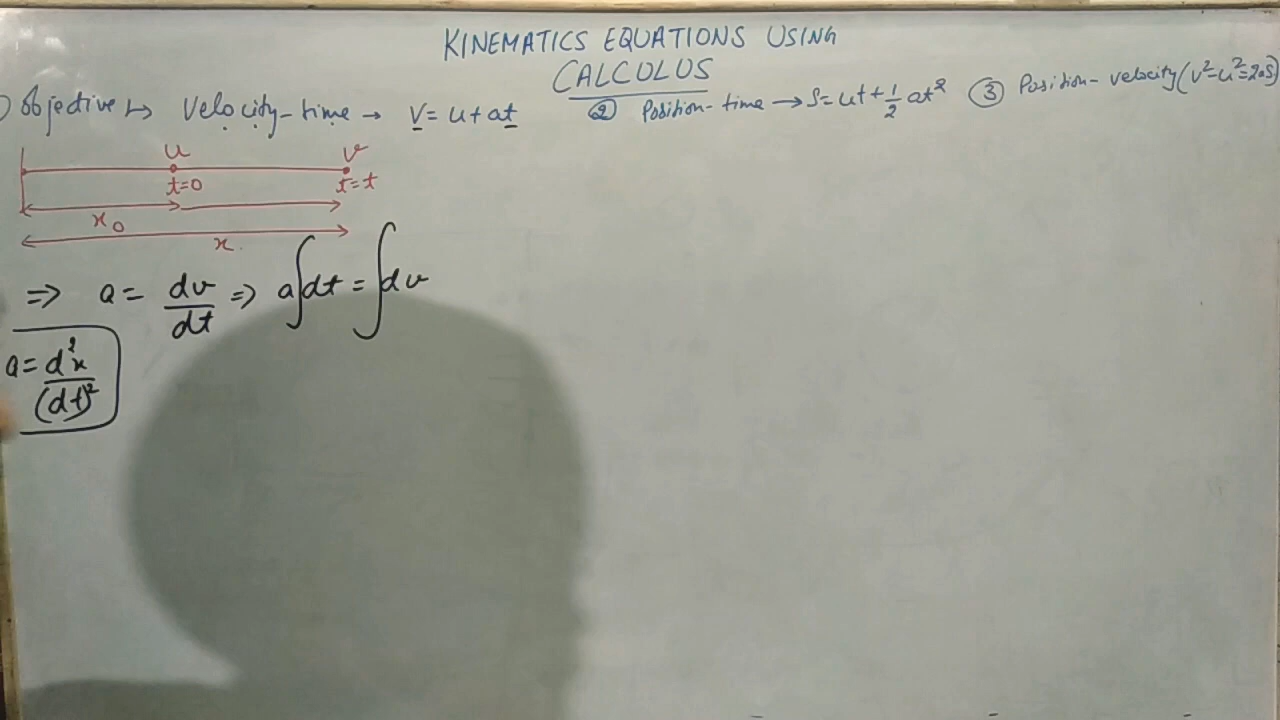 KINEMATICS EQUATIONS USING
CALCULUS
) Objective ↦ Velocity-time → V = u + at ② Position-time → S = ut + 1/2 at² ③ Position-velocity (v²-u²=2as)
u v
t=0 t=t
x₀
x
=> a = dv/dt => a∫dt = ∫dv
a = d²x/(dt)²